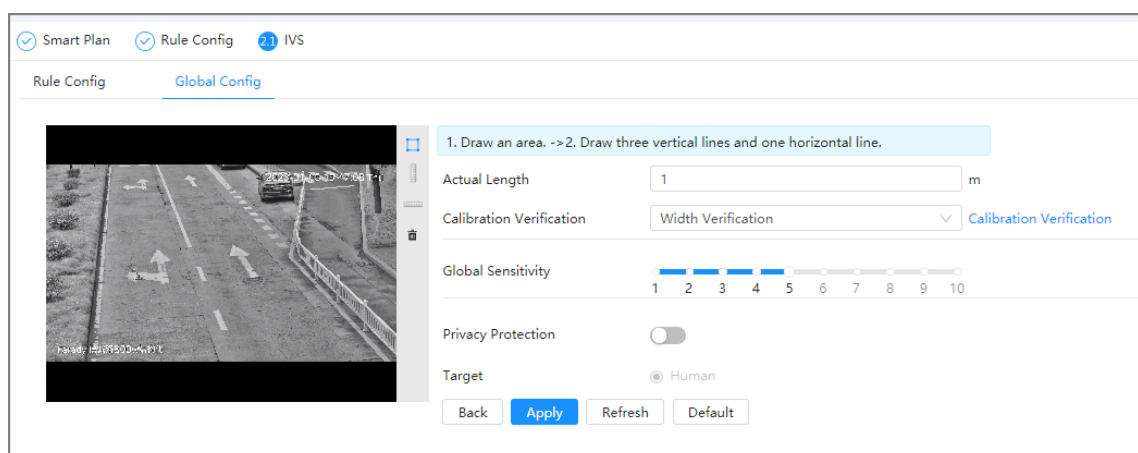 Smart Plan Rule Config 2.1 IVS
Rule Config Global Config
1. Draw an area. ->2. Draw three vertical lines and one horizontal line.
Actual Length 1 m
Calibration Verification Width Verification Calibration Verification
Global Sensitivity
1 2 3 4 5 6 7 8 9 10
Privacy Protection
Target Human
Back Apply Refresh Default